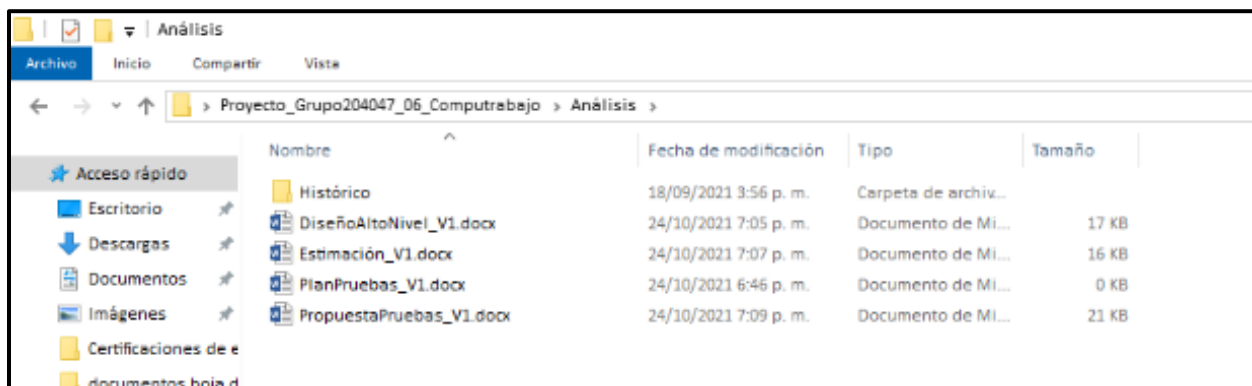 Análisis
Archivo Inicio Compartir Vista
Proyecto_Grupo204047_06_Computrabajo > Análisis >
Nombre Fecha de modificación Tipo Tamaño
Acceso rápido
Histórico 18/09/2021 3:56 p. m. Carpeta de archiv...
Escritorio
DiseñoAltoNivel_V1.docx 24/10/2021 7:05 p. m. Documento de Mi... 17 KB
Descargas
Estimación_V1.docx 24/10/2021 7:07 p. m. Documento de Mi... 16 KB
Documentos
PlanPruebas_V1.docx 24/10/2021 6:46 p. m. Documento de Mi... 0 KB
Imágenes
PropuestaPruebas_V1.docx 24/10/2021 7:09 p. m. Documento de Mi... 21 KB
Certificaciones de e
documentos hoja d